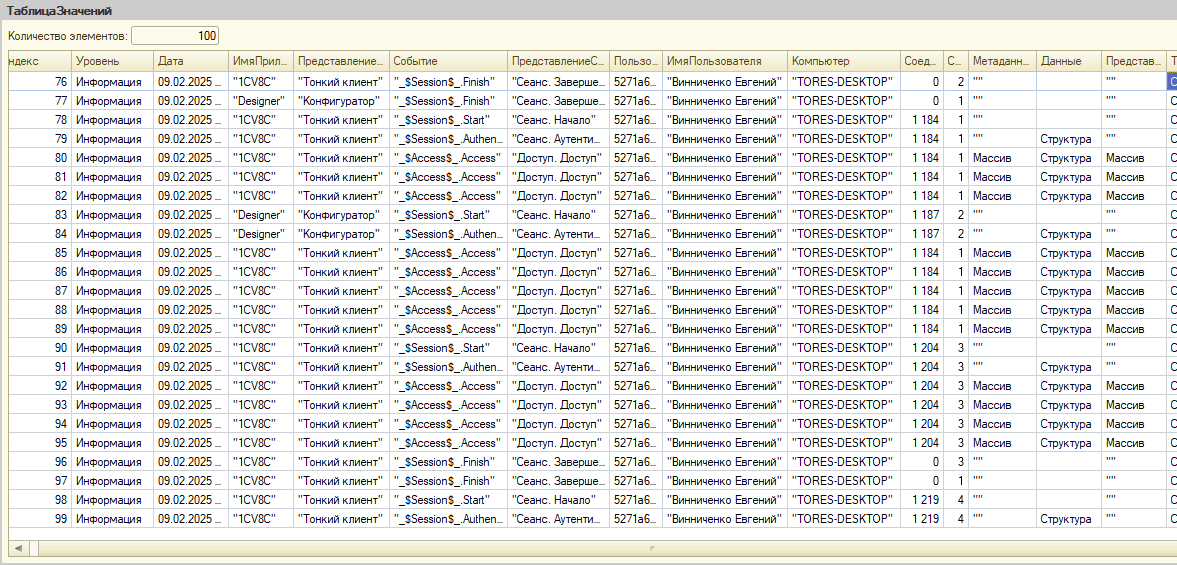 ТаблицаЗначений
Количество элементов: 100
ндекс Уровень Дата ИмяПрил... Представление... Событие ПредставлениеС... Пользо... ИмяПользователя Компьютер Соед... С... Метаданн... Данные Представ... Т
76 Информация 09.02.2025 ... "1CV8C" "Тонкий клиент" "_$Session$_.Finish" "Сеанс. Заверше... 5271a6... "Винниченко Евгений" "TORES-DESKTOP" 0 2 "" "" С
77 Информация 09.02.2025 ... "Designer" "Конфигуратор" "_$Session$_.Finish" "Сеанс. Заверше... 5271a6... "Винниченко Евгений" "TORES-DESKTOP" 0 1 "" "" С
78 Информация 09.02.2025 ... "1CV8C" "Тонкий клиент" "_$Session$_.Start" "Сеанс. Начало" 5271a6... "Винниченко Евгений" "TORES-DESKTOP" 1 184 1 "" "" С
79 Информация 09.02.2025 ... "1CV8C" "Тонкий клиент" "_$Session$_.Authen... "Сеанс. Аутенти... 5271a6... "Винниченко Евгений" "TORES-DESKTOP" 1 184 1 "" Структура "" С
80 Информация 09.02.2025 ... "1CV8C" "Тонкий клиент" "_$Access$_.Access" "Доступ. Доступ" 5271a6... "Винниченко Евгений" "TORES-DESKTOP" 1 184 1 Массив Структура Массив С
81 Информация 09.02.2025 ... "1CV8C" "Тонкий клиент" "_$Access$_.Access" "Доступ. Доступ" 5271a6... "Винниченко Евгений" "TORES-DESKTOP" 1 184 1 Массив Структура Массив С
82 Информация 09.02.2025 ... "1CV8C" "Тонкий клиент" "_$Access$_.Access" "Доступ. Доступ" 5271a6... "Винниченко Евгений" "TORES-DESKTOP" 1 184 1 Массив Структура Массив С
83 Информация 09.02.2025 ... "Designer" "Конфигуратор" "_$Session$_.Start" "Сеанс. Начало" 5271a6... "Винниченко Евгений" "TORES-DESKTOP" 1 187 2 "" "" С
84 Информация 09.02.2025 ... "Designer" "Конфигуратор" "_$Session$_.Authen... "Сеанс. Аутенти... 5271a6... "Винниченко Евгений" "TORES-DESKTOP" 1 187 2 "" Структура "" С
85 Информация 09.02.2025 ... "1CV8C" "Тонкий клиент" "_$Access$_.Access" "Доступ. Доступ" 5271a6... "Винниченко Евгений" "TORES-DESKTOP" 1 184 1 Массив Структура Массив С
86 Информация 09.02.2025 ... "1CV8C" "Тонкий клиент" "_$Access$_.Access" "Доступ. Доступ" 5271a6... "Винниченко Евгений" "TORES-DESKTOP" 1 184 1 Массив Структура Массив С
87 Информация 09.02.2025 ... "1CV8C" "Тонкий клиент" "_$Access$_.Access" "Доступ. Доступ" 5271a6... "Винниченко Евгений" "TORES-DESKTOP" 1 184 1 Массив Структура Массив С
88 Информация 09.02.2025 ... "1CV8C" "Тонкий клиент" "_$Access$_.Access" "Доступ. Доступ" 5271a6... "Винниченко Евгений" "TORES-DESKTOP" 1 184 1 Массив Структура Массив С
89 Информация 09.02.2025 ... "1CV8C" "Тонкий клиент" "_$Access$_.Access" "Доступ. Доступ" 5271a6... "Винниченко Евгений" "TORES-DESKTOP" 1 184 1 Массив Структура Массив С
90 Информация 09.02.2025 ... "1CV8C" "Тонкий клиент" "_$Session$_.Start" "Сеанс. Начало" 5271a6... "Винниченко Евгений" "TORES-DESKTOP" 1 204 3 "" "" С
91 Информация 09.02.2025 ... "1CV8C" "Тонкий клиент" "_$Session$_.Authen... "Сеанс. Аутенти... 5271a6... "Винниченко Евгений" "TORES-DESKTOP" 1 204 3 "" Структура "" С
92 Информация 09.02.2025 ... "1CV8C" "Тонкий клиент" "_$Access$_.Access" "Доступ. Доступ" 5271a6... "Винниченко Евгений" "TORES-DESKTOP" 1 204 3 Массив Структура Массив С
93 Информация 09.02.2025 ... "1CV8C" "Тонкий клиент" "_$Access$_.Access" "Доступ. Доступ" 5271a6... "Винниченко Евгений" "TORES-DESKTOP" 1 204 3 Массив Структура Массив С
94 Информация 09.02.2025 ... "1CV8C" "Тонкий клиент" "_$Access$_.Access" "Доступ. Доступ" 5271a6... "Винниченко Евгений" "TORES-DESKTOP" 1 204 3 Массив Структура Массив С
95 Информация 09.02.2025 ... "1CV8C" "Тонкий клиент" "_$Access$_.Access" "Доступ. Доступ" 5271a6... "Винниченко Евгений" "TORES-DESKTOP" 1 204 3 Массив Структура Массив С
96 Информация 09.02.2025 ... "1CV8C" "Тонкий клиент" "_$Session$_.Finish" "Сеанс. Заверше... 5271a6... "Винниченко Евгений" "TORES-DESKTOP" 0 3 "" "" С
97 Информация 09.02.2025 ... "1CV8C" "Тонкий клиент" "_$Session$_.Finish" "Сеанс. Заверше... 5271a6... "Винниченко Евгений" "TORES-DESKTOP" 0 1 "" "" С
98 Информация 09.02.2025 ... "1CV8C" "Тонкий клиент" "_$Session$_.Start" "Сеанс. Начало" 5271a6... "Винниченко Евгений" "TORES-DESKTOP" 1 219 4 "" "" С
99 Информация 09.02.2025 ... "1CV8C" "Тонкий клиент" "_$Session$_.Authen... "Сеанс. Аутенти... 5271a6... "Винниченко Евгений" "TORES-DESKTOP" 1 219 4 "" Структура "" С